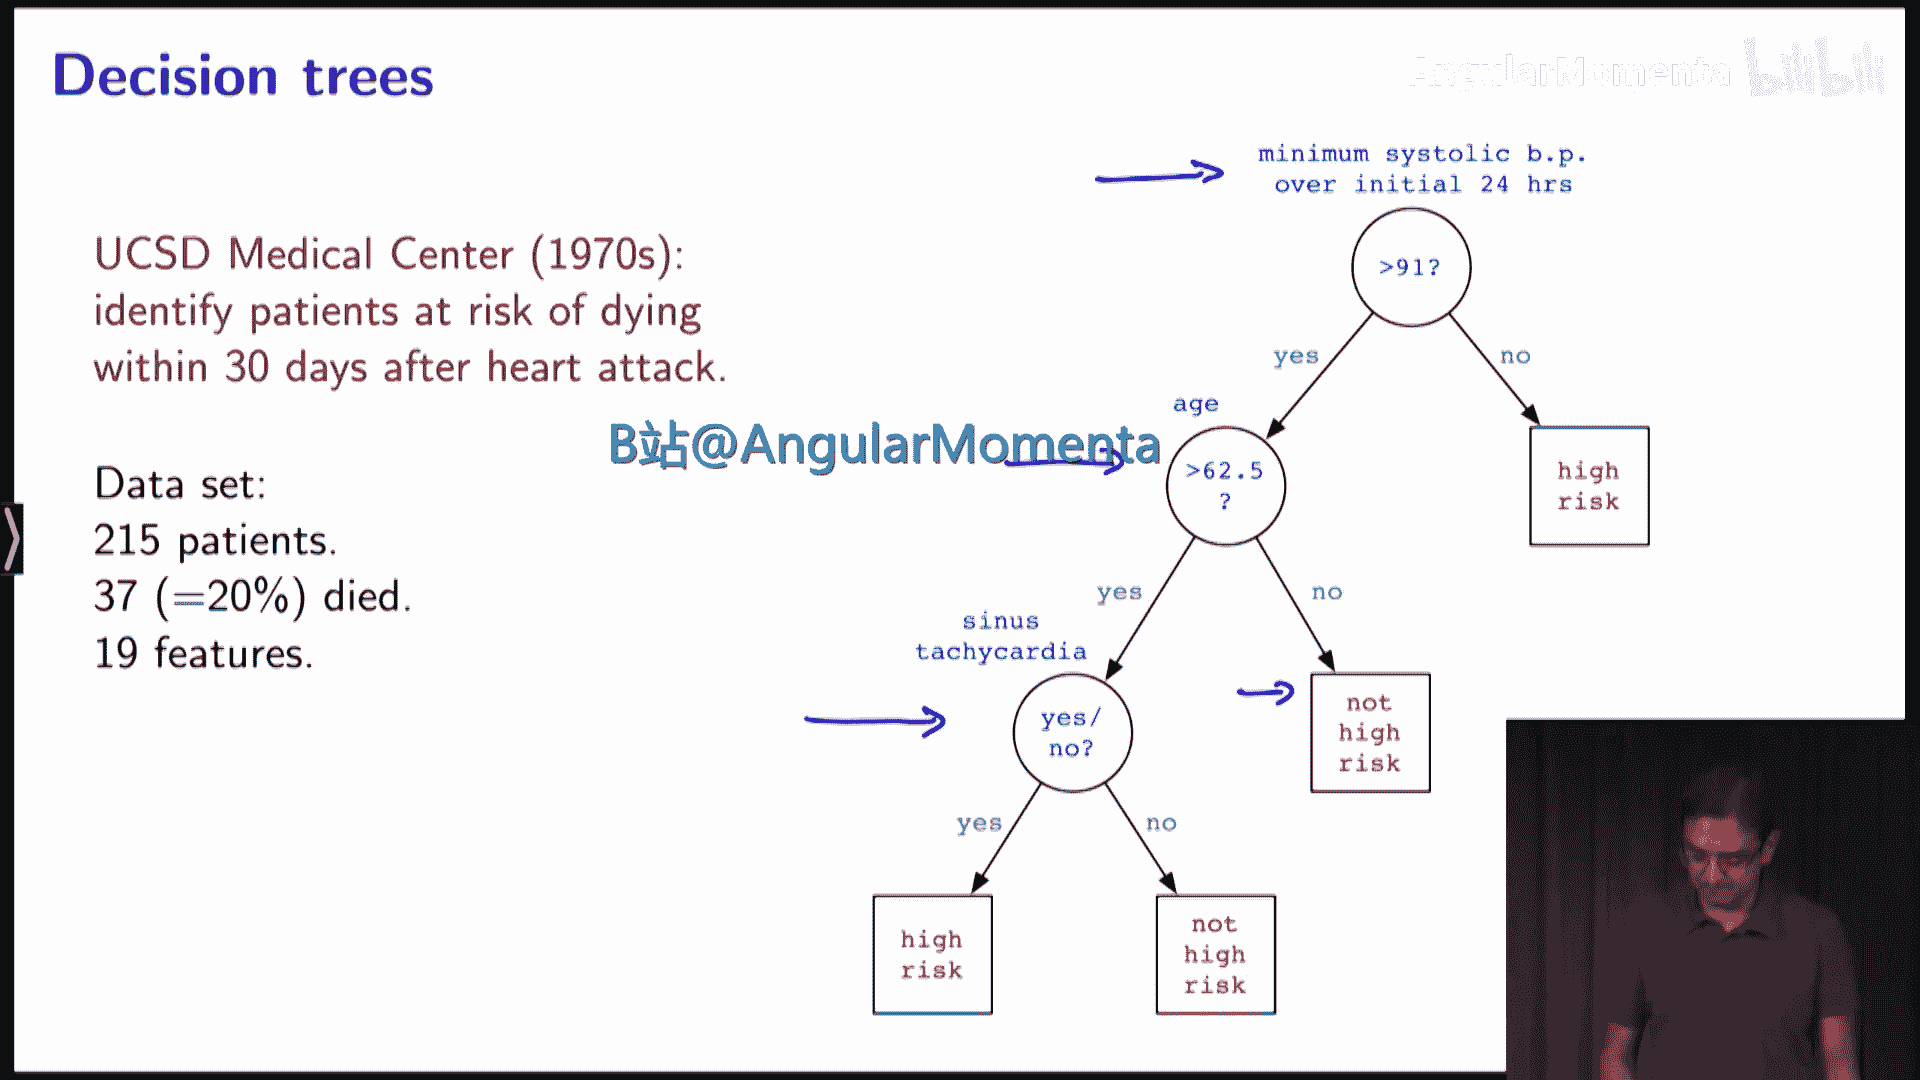 Decision trees
AngularMomenta bilibili
UCSD Medical Center (1970s):
identify patients at risk of dying
within 30 days after heart attack.
B站@AngularMomenta
Data set:
215 patients.
37 (=20%) died.
19 features.
minimum systolic b.p.
over initial 24 hrs
>91?
yes
no
age
>62.5
?
high
risk
yes
no
sinus
tachycardia
yes/
no?
not
high
risk
yes
no
high
risk
not
high
risk